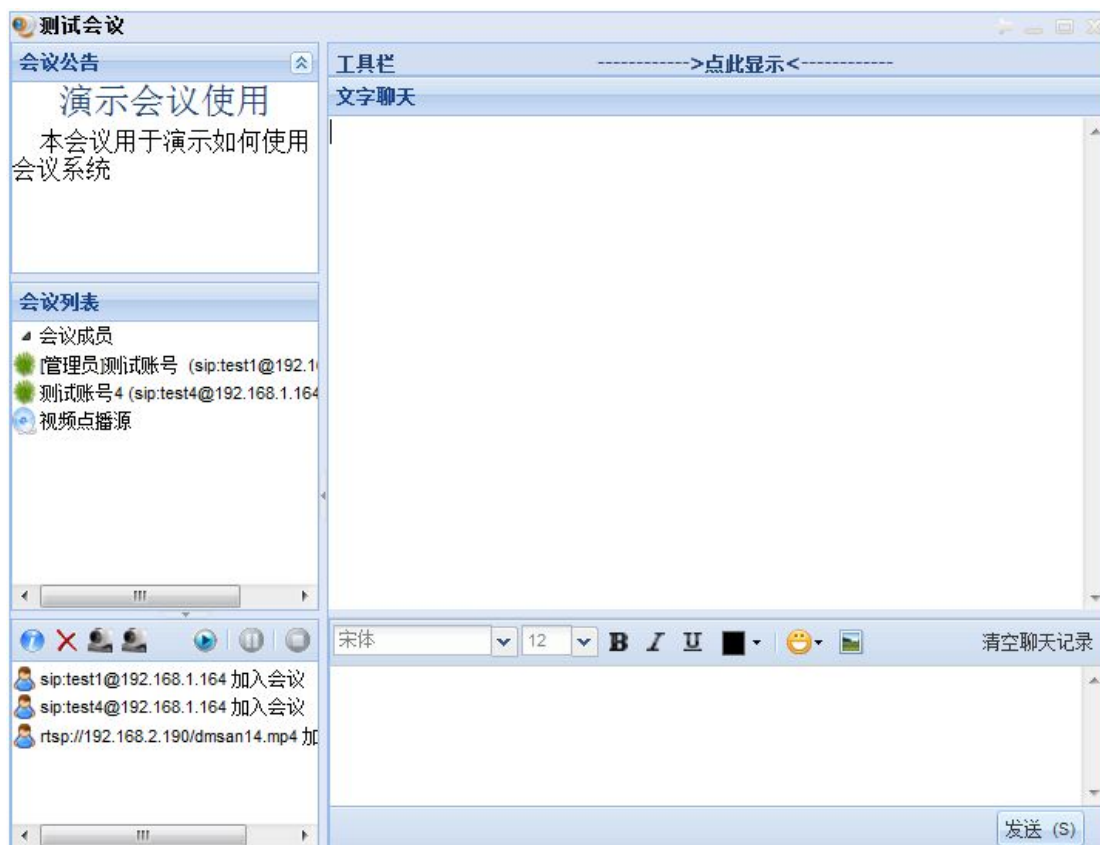 测试会议
会议公告
演示会议使用
本会议用于演示如何使用
会议系统
会议列表
会议成员
[管理员]测试账号 (sip:test1@192.1
测试账号4 (sip:test4@192.168.1.164
视频点播源
sip:test1@192.168.1.164 加入会议
sip:test4@192.168.1.164 加入会议
rtsp://192.168.2.190/dmsan14.mp4 加
工具栏 ------------>点此显示<------------
文字聊天
宋体 12 B I U 清空聊天记录
发送 (S)